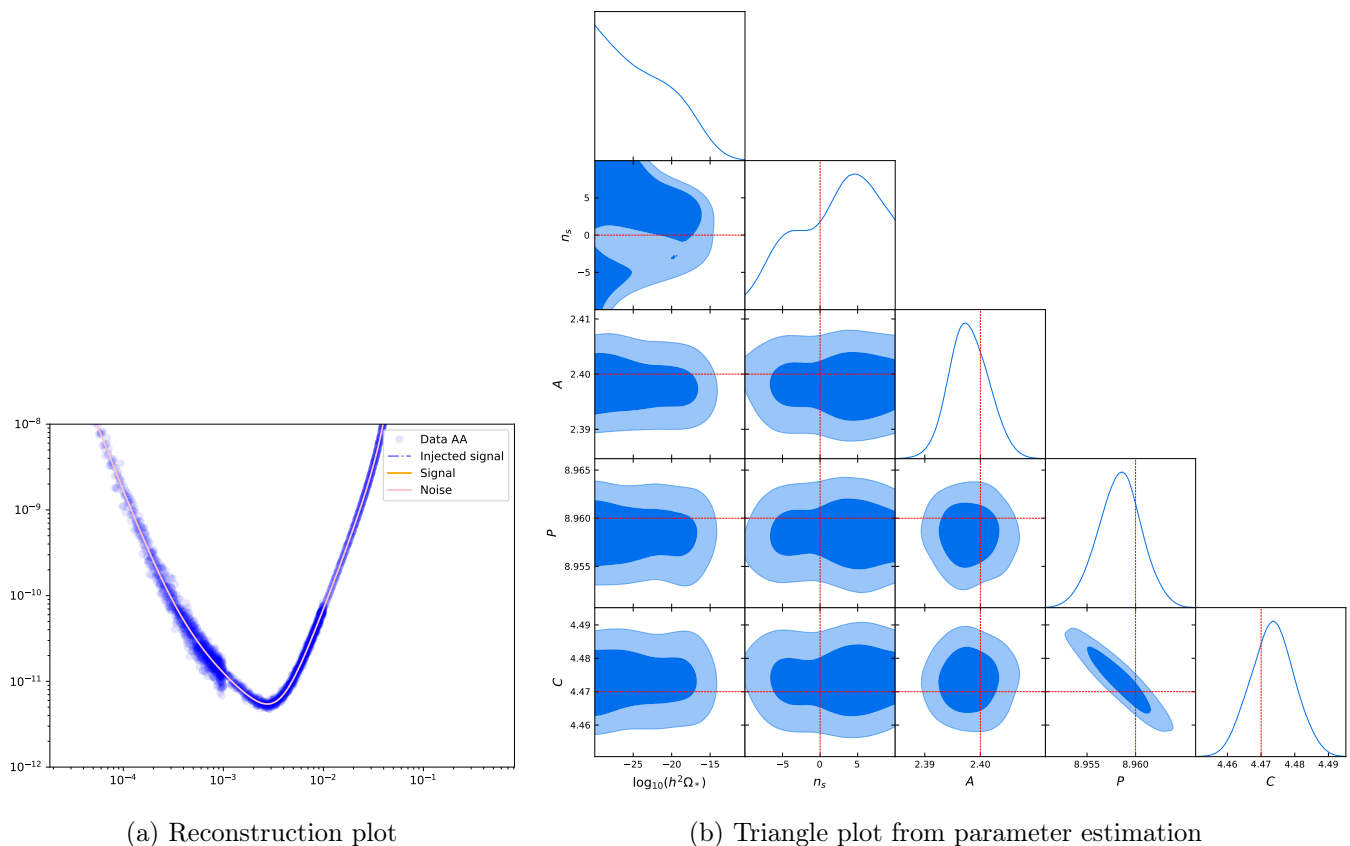 10⁻⁸
10⁻⁹
10⁻¹⁰
10⁻¹¹
10⁻¹²
10⁻⁴
10⁻³
10⁻²
10⁻¹
Data AA
Injected signal
Signal
Noise
(a) Reconstruction plot
5
0
−5
n_s
2.41
2.40
2.39
A
8.965
8.960
8.955
P
4.49
4.48
4.47
4.46
C
−25 −20 −15
log₁₀(h²Ω*)
−5 0 5
n_s
2.39 2.40
A
8.955 8.960
P
4.46 4.47 4.48 4.49
C
(b) Triangle plot from parameter estimation